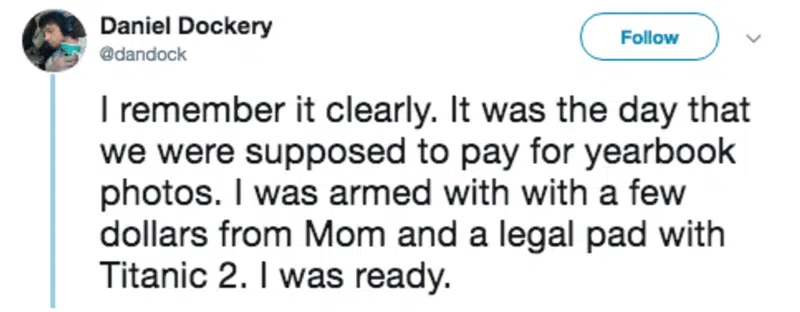 Daniel Dockery
@dandock
Follow
I remember it clearly. It was the day that
we were supposed to pay for yearbook
photos. I was armed with with a few
dollars from Mom and a legal pad with
Titanic 2. I was ready.